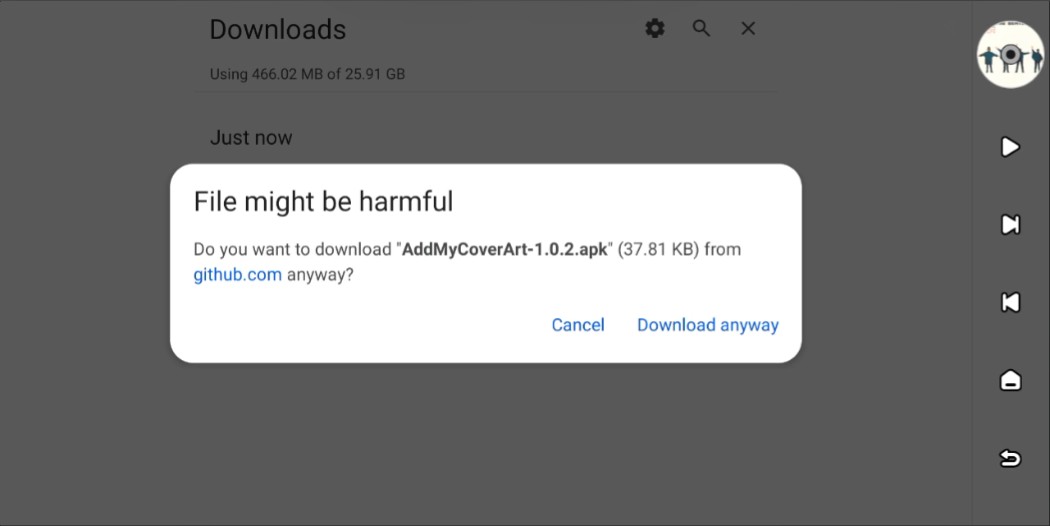 Downloads
Using 466.02 MB of 25.91 GB
Just now
File might be harmful
Do you want to download "AddMyCoverArt-1.0.2.apk" (37.81 KB) from
github.com anyway?
Cancel Download anyway